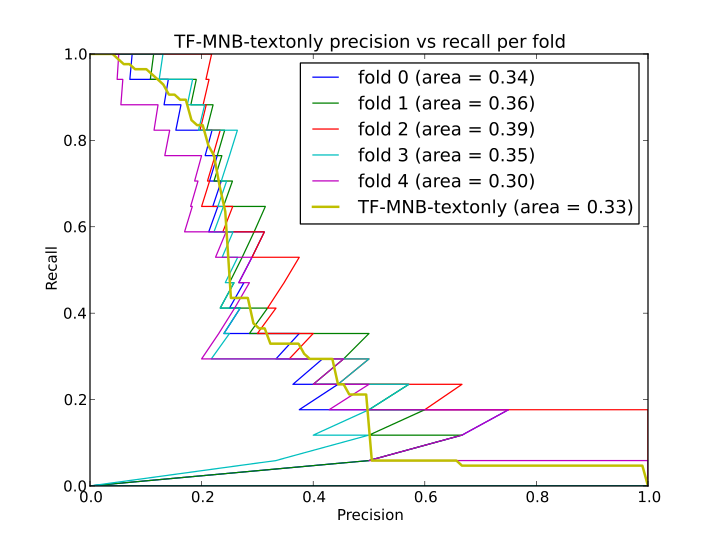 TF-MNB-textonly precision vs recall per fold
1.0
0.8
0.6
0.4
0.2
0.0
Recall
fold 0 (area = 0.34)
fold 1 (area = 0.36)
fold 2 (area = 0.39)
fold 3 (area = 0.35)
fold 4 (area = 0.30)
TF-MNB-textonly (area = 0.33)
0.0 0.2 0.4 0.6 0.8 1.0
Precision